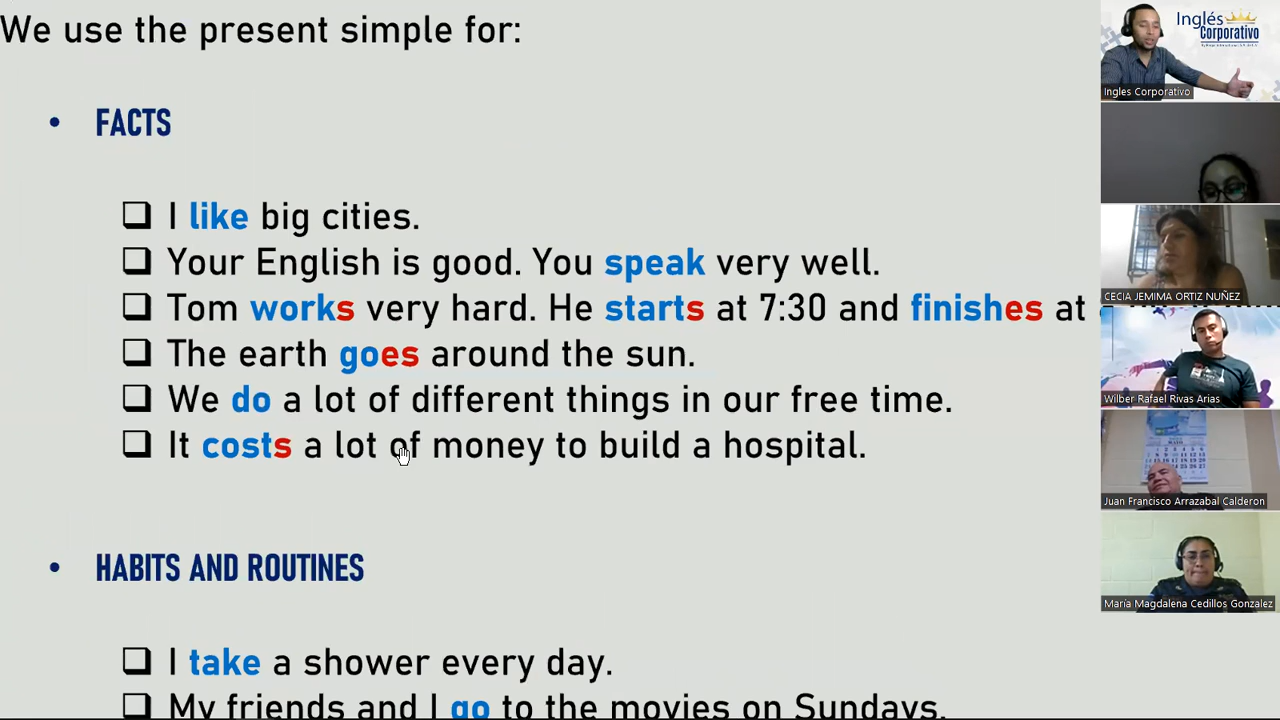 We use the present simple for:
• FACTS
❑ I like big cities.
❑ Your English is good. You speak very well.
❑ Tom works very hard. He starts at 7:30 and finishes at
❑ The earth goes around the sun.
❑ We do a lot of different things in our free time.
❑ It costs a lot of money to build a hospital.
• HABITS AND ROUTINES
❑ I take a shower every day.
❑ My friends and I go to the movies on Sundays.
Inglés
Corporativo
Ingles Corporativo
CECIA JEMIMA ORTIZ NUÑEZ
Wilber Rafael Rivas Arias
Juan Francisco Arrazabal Calderon
María Magdalena Cedillos Gonzalez